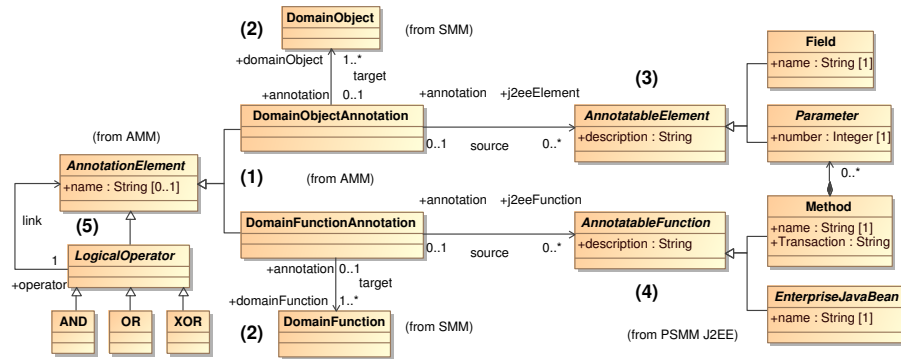 (2)
DomainObject
(from SMM)
+domainObject
1..*
target
+annotation
0..1
DomainObjectAnnotation
+annotation
+j2eeElement
0..1
source
0..*
(3)
AnnotatableElement
+description : String
Field
+name : String [1]
Parameter
+number : Integer [1]
0..*
(from AMM)
AnnotationElement
+name : String [0..1]
(1)
(from AMM)
link
(5)
1
+operator
LogicalOperator
AND
OR
XOR
DomainFunctionAnnotation
+annotation
+j2eeFunction
0..1
source
0..*
AnnotatableFunction
+description : String
Method
+name : String [1]
+Transaction : String
+annotation
0..1
target
+domainFunction
1..*
(2)
DomainFunction
(from SMM)
(4)
(from PSMM J2EE)
EnterpriseJavaBean
+name : String [1]